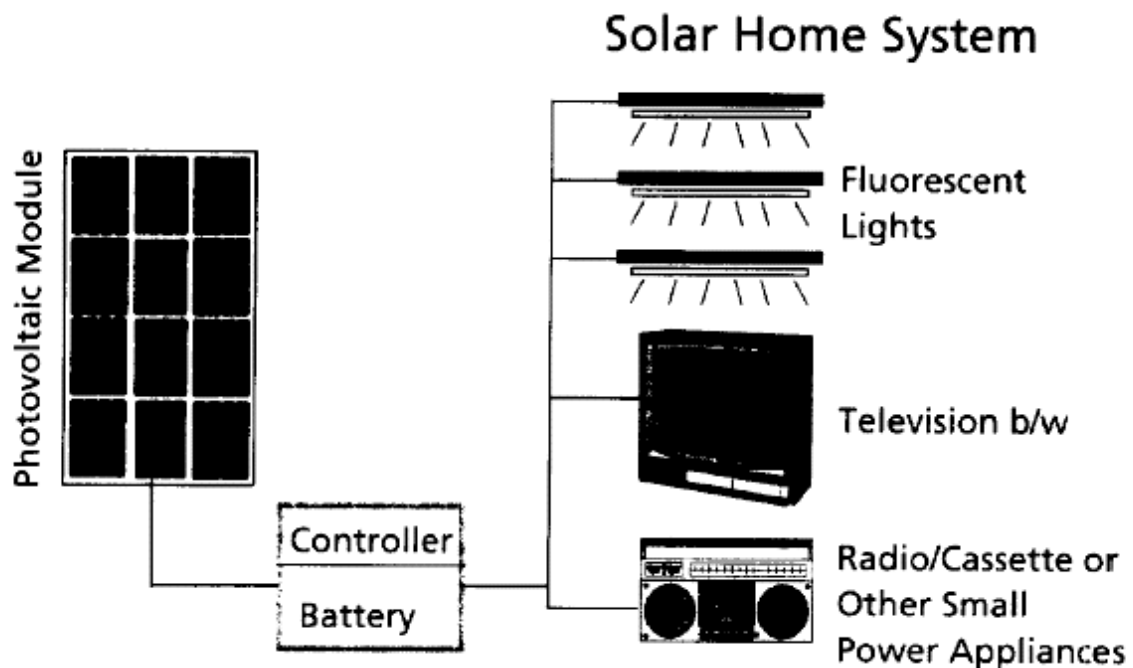 Solar Home System
Photovoltaic Module
Fluorescent
Lights
Television b/w
Controller
Battery
Radio/Cassette or
Other Small
Power Appliances